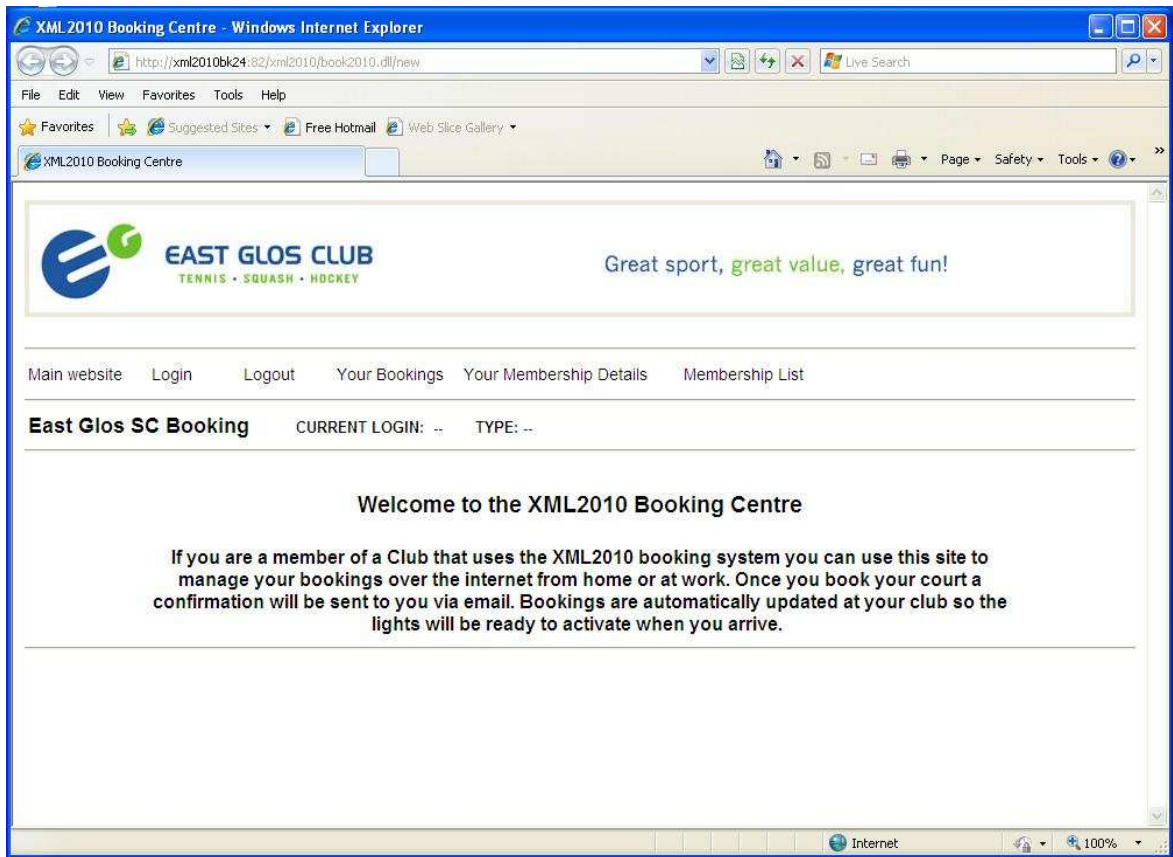 XML2010 Booking Centre - Windows Internet Explorer
http://xml2010bk24:82/xml2010/book2010.dll/new
Live Search
File Edit View Favorites Tools Help
Favorites Suggested Sites Free Hotmail Web Slice Gallery
XML2010 Booking Centre
Page Safety Tools »
EAST GLOS CLUB
TENNIS • SQUASH • HOCKEY
Great sport, great value, great fun!
Main website Login Logout Your Bookings Your Membership Details Membership List
East Glos SC Booking CURRENT LOGIN: -- TYPE: --
Welcome to the XML2010 Booking Centre
If you are a member of a Club that uses the XML2010 booking system you can use this site to
manage your bookings over the internet from home or at work. Once you book your court a
confirmation will be sent to you via email. Bookings are automatically updated at your club so the
lights will be ready to activate when you arrive.
Internet 100%